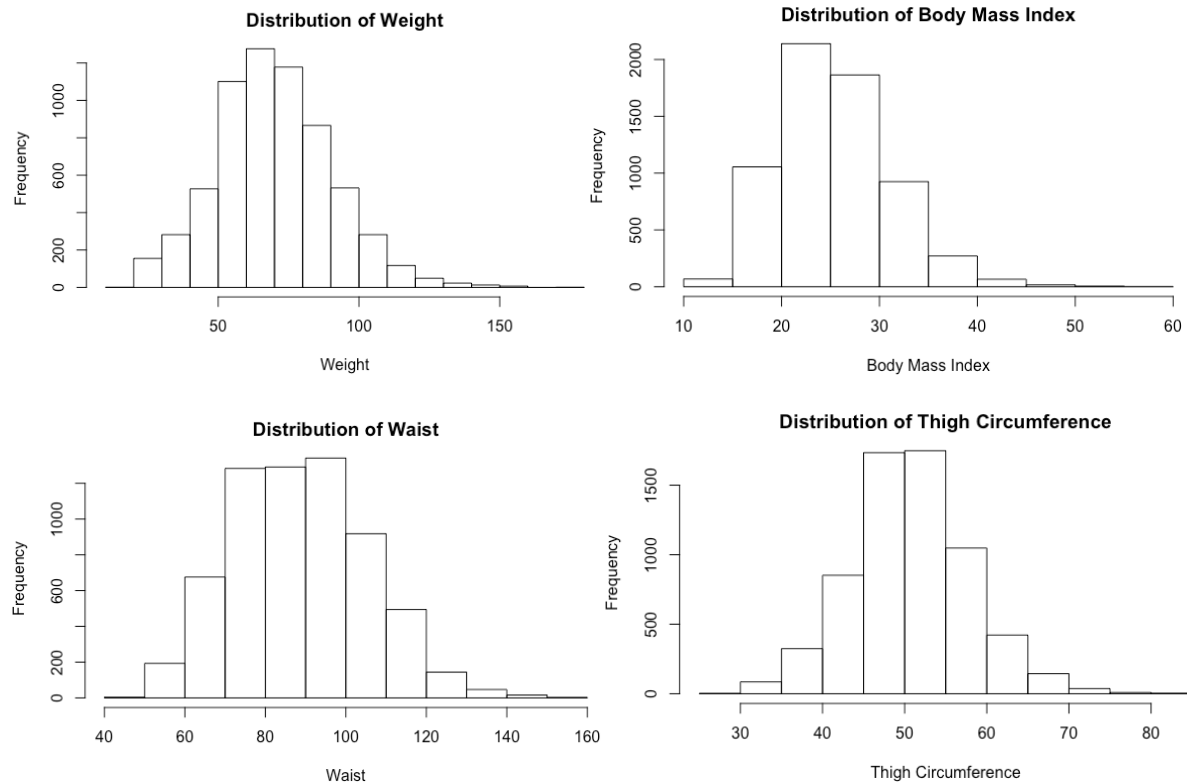 Distribution of Weight
Frequency
0 200 600 1000
50 100 150
Weight
Distribution of Body Mass Index
Frequency
0 500 1000 1500 2000
10 20 30 40 50 60
Body Mass Index
Distribution of Waist
Frequency
0 200 600 1000
40 60 80 100 120 140 160
Waist
Distribution of Thigh Circumference
Frequency
0 500 1000 1500
30 40 50 60 70 80
Thigh Circumference